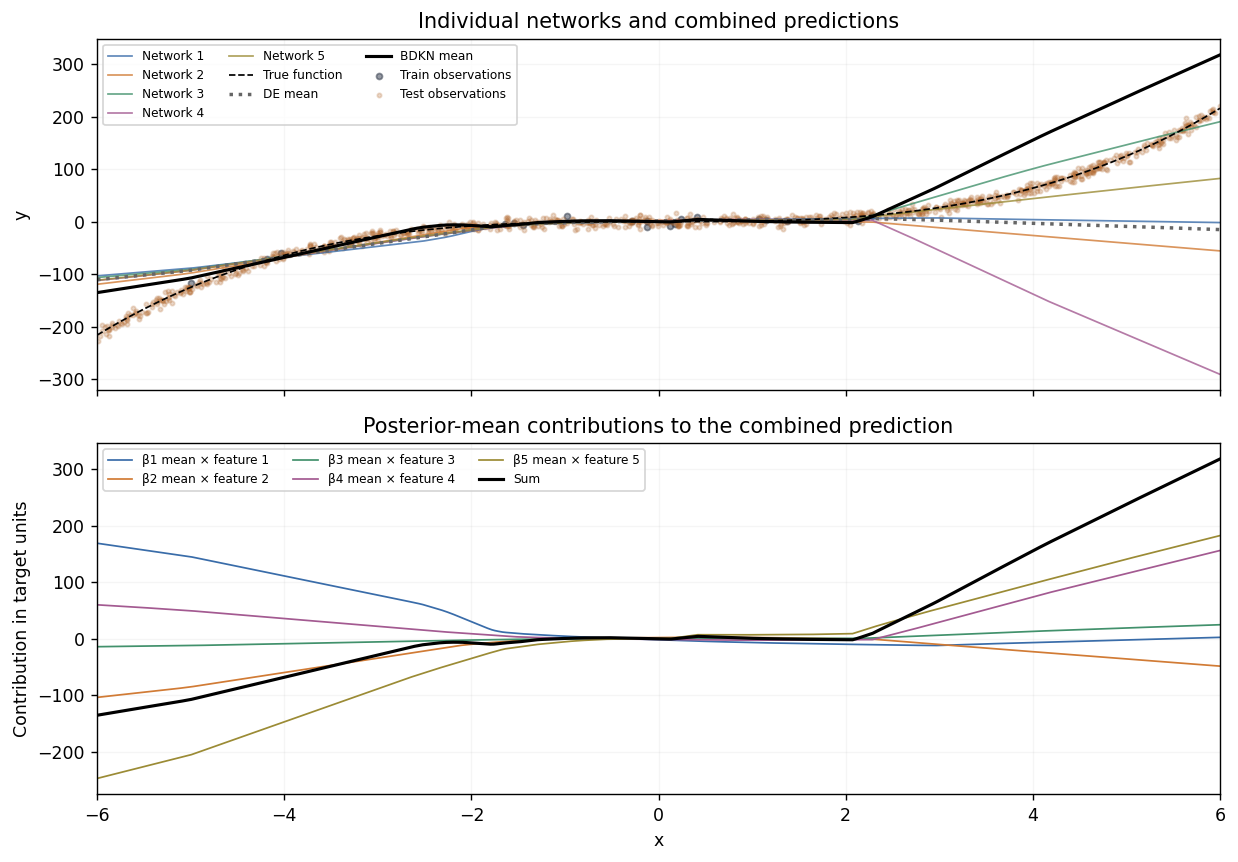 Individual networks and combined predictions
Network 1
Network 2
Network 3
Network 4
Network 5
True function
DE mean
BDKN mean
Train observations
Test observations
300
200
100
0
−100
−200
−300
y
Posterior-mean contributions to the combined prediction
β1 mean × feature 1
β2 mean × feature 2
β3 mean × feature 3
β4 mean × feature 4
β5 mean × feature 5
Sum
300
200
100
0
−100
−200
Contribution in target units
−6
−4
−2
0
2
4
6
x